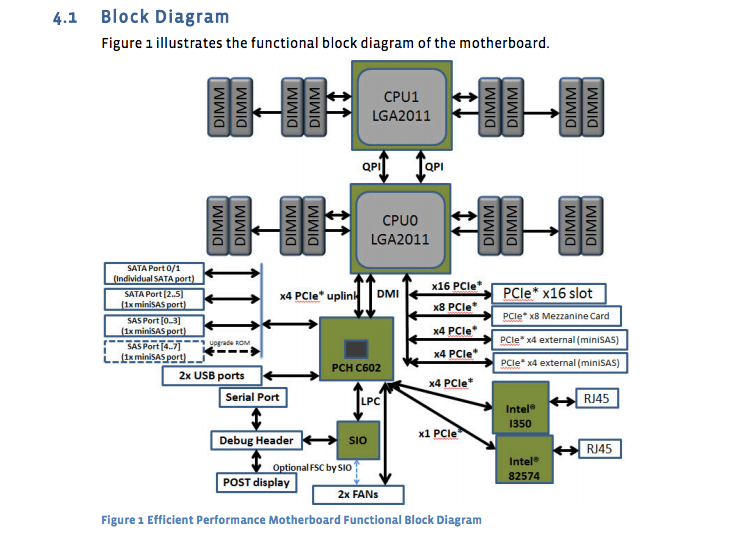 4.1 Block Diagram
Figure 1 illustrates the functional block diagram of the motherboard.
DIMM
DIMM
DIMM
DIMM
CPU1
LGA2011
DIMM
DIMM
DIMM
DIMM
QPI
QPI
DIMM
DIMM
DIMM
DIMM
CPU0
LGA2011
DIMM
DIMM
DIMM
DIMM
SATA Port 0/1
(Individual SATA port)
SATA Port [2..5]
(1x miniSAS port)
SAS Port [0..3]
(1x miniSAS port)
SAS Port [4..7]
(1x miniSAS port)
Upgrade ROM
x4 PCIe* uplink
DMI
x16 PCIe*
PCIe* x16 slot
x8 PCIe*
PCIe* x8 Mezzanine Card
x4 PCIe*
PCIe* x4 external (miniSAS)
x4 PCIe*
PCIe* x4 external (miniSAS)
PCH C602
2x USB ports
x4 PCIe*
Serial Port
LPC
Intel®
I350
RJ45
x1 PCIe*
Debug Header
SIO
RJ45
Intel®
82574
Optional FSC by SIO
POST display
2x FANs
Figure 1 Efficient Performance Motherboard Functional Block Diagram